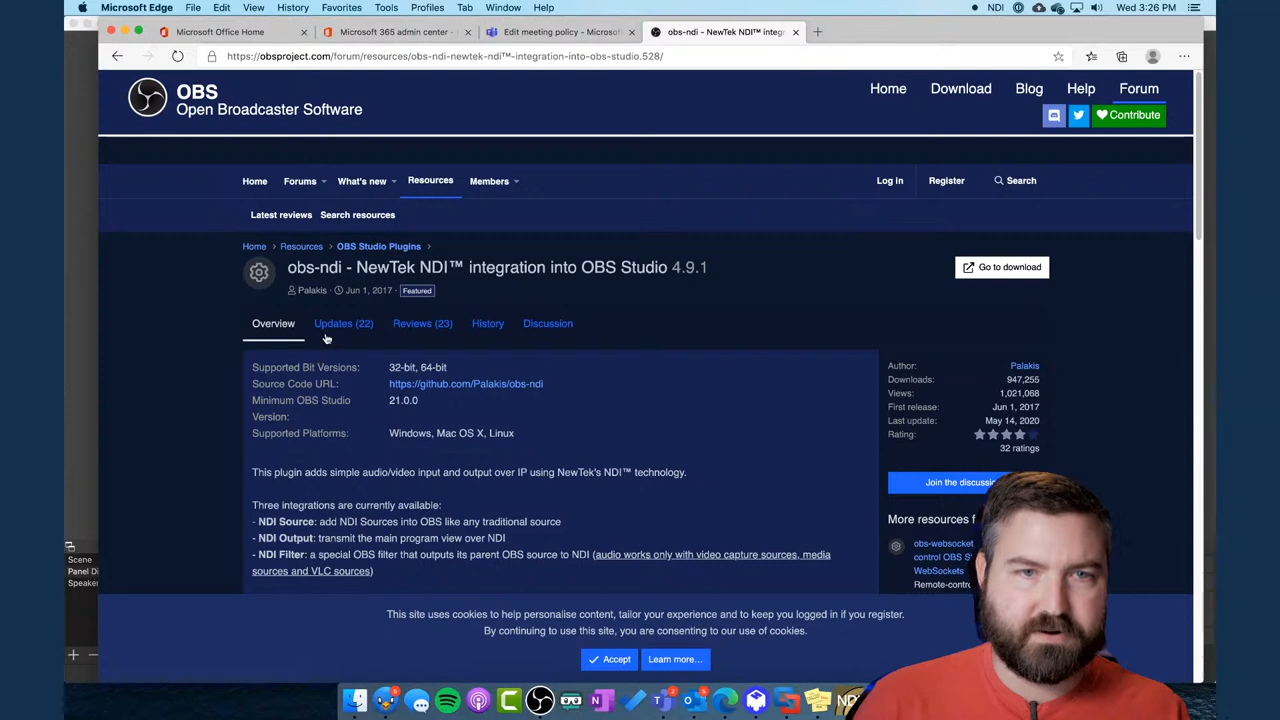 Microsoft Edge File Edit View History Favorites Tools Profiles Tab Window Help NDI Wed 3:26 PM
Microsoft Office Home Microsoft 365 admin center - Edit meeting policy - Microsof obs-ndi - NewTek NDI™ integr
https://obsproject.com/forum/resources/obs-ndi-newtek-ndi™-integration-into-obs-studio.528/
OBS
Open Broadcaster Software
Home Download Blog Help Forum
Contribute
Home Forums What's new Resources Members Log in Register Search
Latest reviews Search resources
Home › Resources › OBS Studio Plugins ›
obs-ndi - NewTek NDI™ integration into OBS Studio 4.9.1
Go to download
Palakis · Jun 1, 2017 · Featured
Overview Updates (22) Reviews (23) History Discussion
Supported Bit Versions: 32-bit, 64-bit
Source Code URL: https://github.com/Palakis/obs-ndi
Minimum OBS Studio Version: 21.0.0
Supported Platforms: Windows, Mac OS X, Linux
This plugin adds simple audio/video input and output over IP using NewTek's NDI™ technology.
Three integrations are currently available:
- NDI Source: add NDI Sources into OBS like any traditional source
- NDI Output: transmit the main program view over NDI
- NDI Filter: a special OBS filter that outputs its parent OBS source to NDI (audio works only with video capture sources, media
sources and VLC sources)
Author: Palakis
Downloads: 947,255
Views: 1,021,068
First release: Jun 1, 2017
Last update: May 14, 2020
Rating:
32 ratings
Join the discussio
More resources f
obs-websocket
control OBS S
WebSockets
Remote-contro
Scene
Panel Di
Speaker
This site uses cookies to help personalise content, tailor your experience and to keep you logged in if you register.
By continuing to use this site, you are consenting to our use of cookies.
Accept Learn more…
NDI